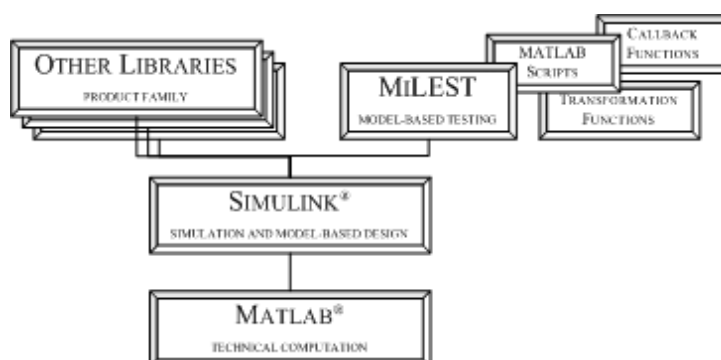 CALLBACK
FUNCTIONS
MATLAB
SCRIPTS
OTHER LIBRARIES
PRODUCT FAMILY
MILEST
MODEL-BASED TESTING
TRANSFORMATION
FUNCTIONS
SIMULINK®
SIMULATION AND MODEL-BASED DESIGN
MATLAB®
TECHNICAL COMPUTATION